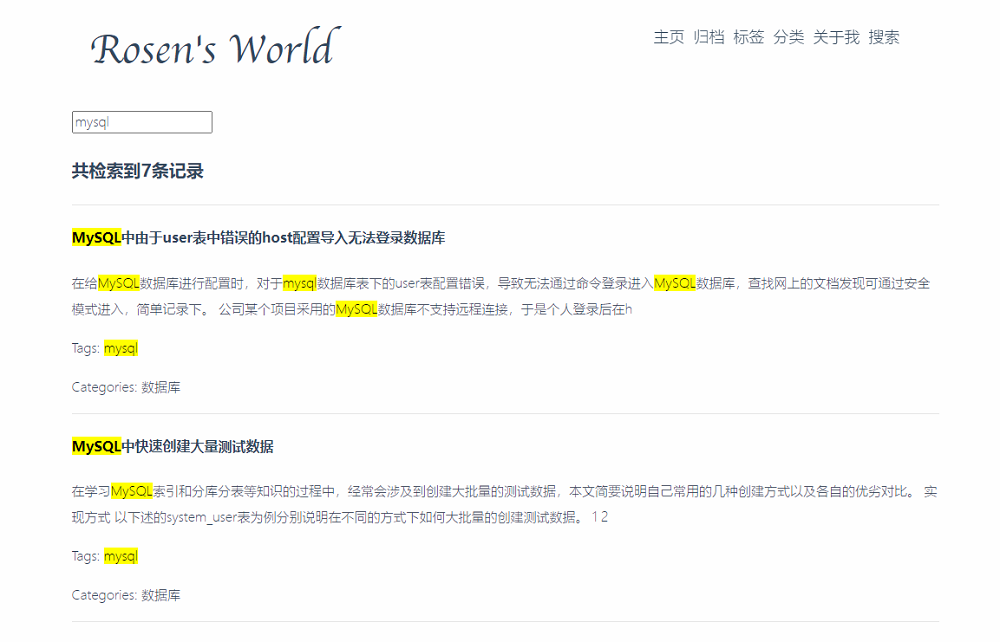 Rosen's World
主页 归档 标签 分类 关于我 搜索
mysql
共检索到7条记录
MySQL中由于user表中错误的host配置导入无法登录数据库
在给MySQL数据库进行配置时，对于mysql数据库表下的user表配置错误，导致无法通过命令登录进入MySQL数据库，查找网上的文档发现可通过安全
模式进入，简单记录下。 公司某个项目采用的MySQL数据库不支持远程连接，于是个人登录后在h
Tags: mysql
Categories: 数据库
MySQL中快速创建大量测试数据
在学习MySQL索引和分库分表等知识的过程中，经常会涉及到创建大批量的测试数据，本文简要说明自己常用的几种创建方式以及各自的优劣对比。 实
现方式 以下述的system_user表为例分别说明在不同的方式下如何大批量的创建测试数据。 1 2
Tags: mysql
Categories: 数据库